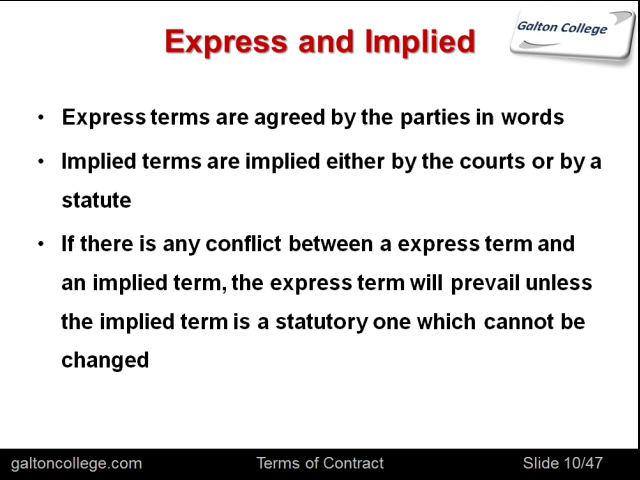 Express and Implied
Galton College
• Express terms are agreed by the parties in words
• Implied terms are implied either by the courts or by a
statute
• If there is any conflict between a express term and
an implied term, the express term will prevail unless
the implied term is a statutory one which cannot be
changed
galtoncollege.com Terms of Contract Slide 10/47